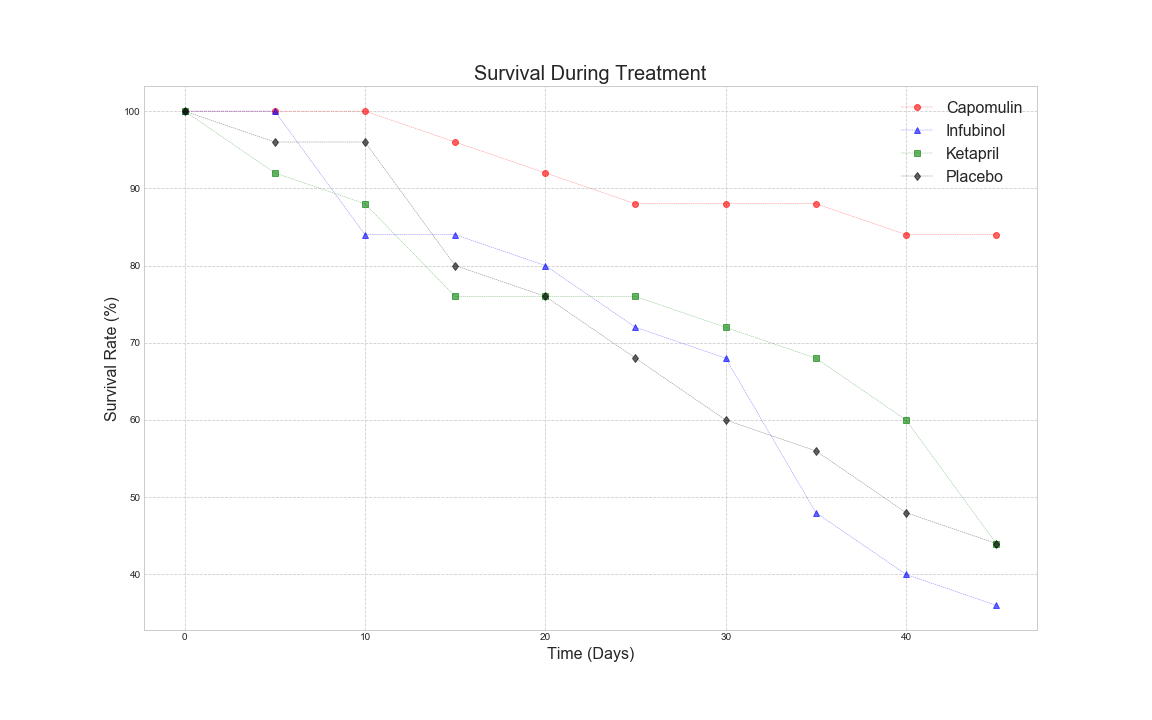 Survival During Treatment
Capomulin
Infubinol
Ketapril
Placebo
Survival Rate (%)
100
90
80
70
60
50
40
0 10 20 30 40
Time (Days)